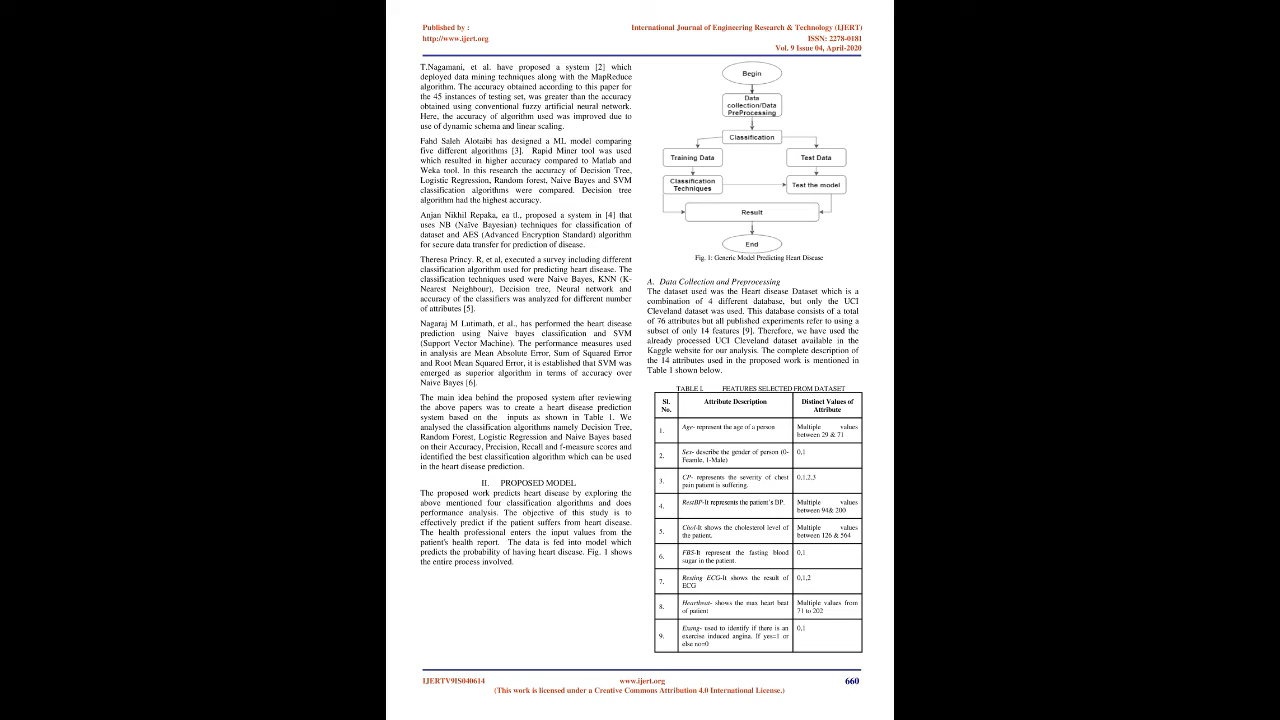 Published by :
http://www.ijert.org
International Journal of Engineering Research & Technology (IJERT)
ISSN: 2278-0181
Vol. 9 Issue 04, April-2020
T.Nagamani, et al. have proposed a system [2] which
deployed data mining techniques along with the MapReduce
algorithm. The accuracy obtained according to this paper for
the 45 instances of testing set, was greater than the accuracy
obtained using conventional fuzzy artificial neural network.
Here, the accuracy of algorithm used was improved due to
use of dynamic schema and linear scaling.
Fahd Saleh Alotaibi has designed a ML model comparing
five different algorithms [3]. Rapid Miner tool was used
which resulted in higher accuracy compared to Matlab and
Weka tool. In this research the accuracy of Decision Tree,
Logistic Regression, Random forest, Naive Bayes and SVM
classification algorithms were compared. Decision tree
algorithm had the highest accuracy.
Anjan Nikhil Repaka, ea tl., proposed a system in [4] that
uses NB (Naïve Bayesian) techniques for classification of
dataset and AES (Advanced Encryption Standard) algorithm
for secure data transfer for prediction of disease.
Theresa Princy. R, et al, executed a survey including different
classification algorithm used for predicting heart disease. The
classification techniques used were Naive Bayes, KNN (K-
Nearest Neighbour), Decision tree, Neural network and
accuracy of the classifiers was analyzed for different number
of attributes [5].
Nagaraj M Lutimath, et al., has performed the heart disease
prediction using Naive bayes classification and SVM
(Support Vector Machine). The performance measures used
in analysis are Mean Absolute Error, Sum of Squared Error
and Root Mean Squared Error, it is established that SVM was
emerged as superior algorithm in terms of accuracy over
Naive Bayes [6].
The main idea behind the proposed system after reviewing
the above papers was to create a heart disease prediction
system based on the inputs as shown in Table 1. We
analysed the classification algorithms namely Decision Tree,
Random Forest, Logistic Regression and Naive Bayes based
on their Accuracy, Precision, Recall and f-measure scores and
identified the best classification algorithm which can be used
in the heart disease prediction.
II. PROPOSED MODEL
The proposed work predicts heart disease by exploring the
above mentioned four classification algorithms and does
performance analysis. The objective of this study is to
effectively predict if the patient suffers from heart disease.
The health professional enters the input values from the
patient's health report. The data is fed into model which
predicts the probability of having heart disease. Fig. 1 shows
the entire process involved.
Begin
Data
collection/Data
PreProcessing
Classification
Training Data
Test Data
Classification
Techniques
Test the model
Result
End
Fig. 1: Generic Model Predicting Heart Disease
A. Data Collection and Preprocessing
The dataset used was the Heart disease Dataset which is a
combination of 4 different database, but only the UCI
Cleveland dataset was used. This database consists of a total
of 76 attributes but all published experiments refer to using a
subset of only 14 features [9]. Therefore, we have used the
already processed UCI Cleveland dataset available in the
Kaggle website for our analysis. The complete description of
the 14 attributes used in the proposed work is mentioned in
Table 1 shown below.
TABLE I. FEATURES SELECTED FROM DATASET
Sl. No. Attribute Description Distinct Values of Attribute
1. Age- represent the age of a person Multiple values
between 29 & 71
2. Sex- describe the gender of person (0- 0,1
Feamle, 1-Male)
3. CP- represents the severity of chest 0,1,2,3
pain patient is suffering.
4. RestBP-It represents the patient's BP. Multiple values
between 94& 200
5. Chol-It shows the cholesterol level of Multiple values
the patient. between 126 & 564
6. FBS-It represent the fasting blood 0,1
sugar in the patient.
7. Resting ECG-It shows the result of 0,1,2
ECG
8. Heartbeat- shows the max heart beat Multiple values from
of patient 71 to 202
9. Exang- used to identify if there is an 0,1
exercise induced angina. If yes=1 or
else no=0
IJERTV9IS040614
www.ijert.org
660
(This work is licensed under a Creative Commons Attribution 4.0 International License.)